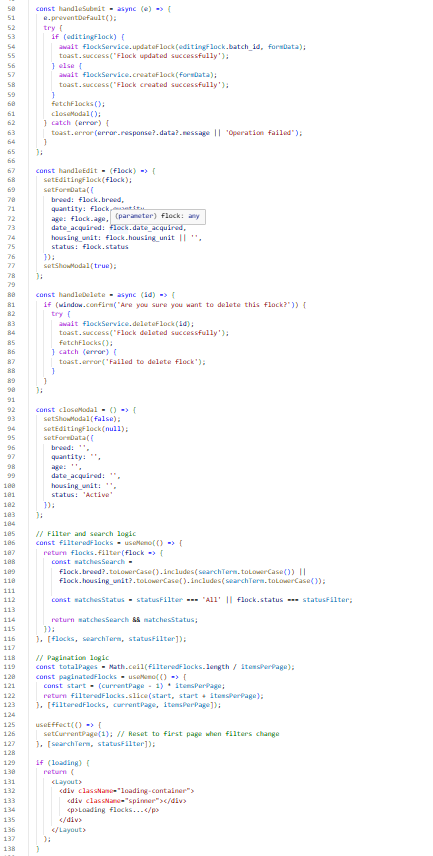 50 const handleSubmit = async (e) => {
51 e.preventDefault();
52 try {
53 if (editingFlock) {
54 await flockService.updateFlock(editingFlock.batch_id, formData);
55 toast.success('Flock updated successfully');
56 } else {
57 await flockService.createFlock(formData);
58 toast.success('Flock created successfully');
59 }
60 fetchFlocks();
61 closeModal();
62 } catch (error) {
63 toast.error(error.response?.data?.message || 'Operation failed');
64 }
65 };
66
67 const handleEdit = (flock) => {
68 setEditingFlock(flock);
69 setFormData({
70 breed: flock.breed,
71 quantity: flock.quantity,
(parameter) flock: any
72 age: flock.age,
73 date_acquired: flock.date_acquired,
74 housing_unit: flock.housing_unit || '',
75 status: flock.status
76 });
77 setShowModal(true);
78 };
79
80 const handleDelete = async (id) => {
81 if (window.confirm('Are you sure you want to delete this flock?')) {
82 try {
83 await flockService.deleteFlock(id);
84 toast.success('Flock deleted successfully');
85 fetchFlocks();
86 } catch (error) {
87 toast.error('Failed to delete flock');
88 }
89 }
90 };
91
92 const closeModal = () => {
93 setShowModal(false);
94 setEditingFlock(null);
95 setFormData({
96 breed: '',
97 quantity: '',
98 age: '',
99 date_acquired: '',
100 housing_unit: '',
101 status: 'Active'
102 });
103 };
104
105 // Filter and search logic
106 const filteredFlocks = useMemo(() => {
107 return flocks.filter(flock => {
108 const matchesSearch =
109 flock.breed?.toLowerCase().includes(searchTerm.toLowerCase()) ||
110 flock.housing_unit?.toLowerCase().includes(searchTerm.toLowerCase());
111
112 const matchesStatus = statusFilter === 'All' || flock.status === statusFilter;
113
114 return matchesSearch && matchesStatus;
115 });
116 }, [flocks, searchTerm, statusFilter]);
117
118 // Pagination logic
119 const totalPages = Math.ceil(filteredFlocks.length / itemsPerPage);
120 const paginatedFlocks = useMemo(() => {
121 const start = (currentPage - 1) * itemsPerPage;
122 return filteredFlocks.slice(start, start + itemsPerPage);
123 }, [filteredFlocks, currentPage, itemsPerPage]);
124
125 useEffect(() => {
126 setCurrentPage(1); // Reset to first page when filters change
127 }, [searchTerm, statusFilter]);
128
129 if (loading) {
130 return (
131 <Layout>
132 <div className="loading-container">
133 <div className="spinner"></div>
134 <p>Loading flocks...</p>
135 </div>
136 </Layout>
137 );
138 }